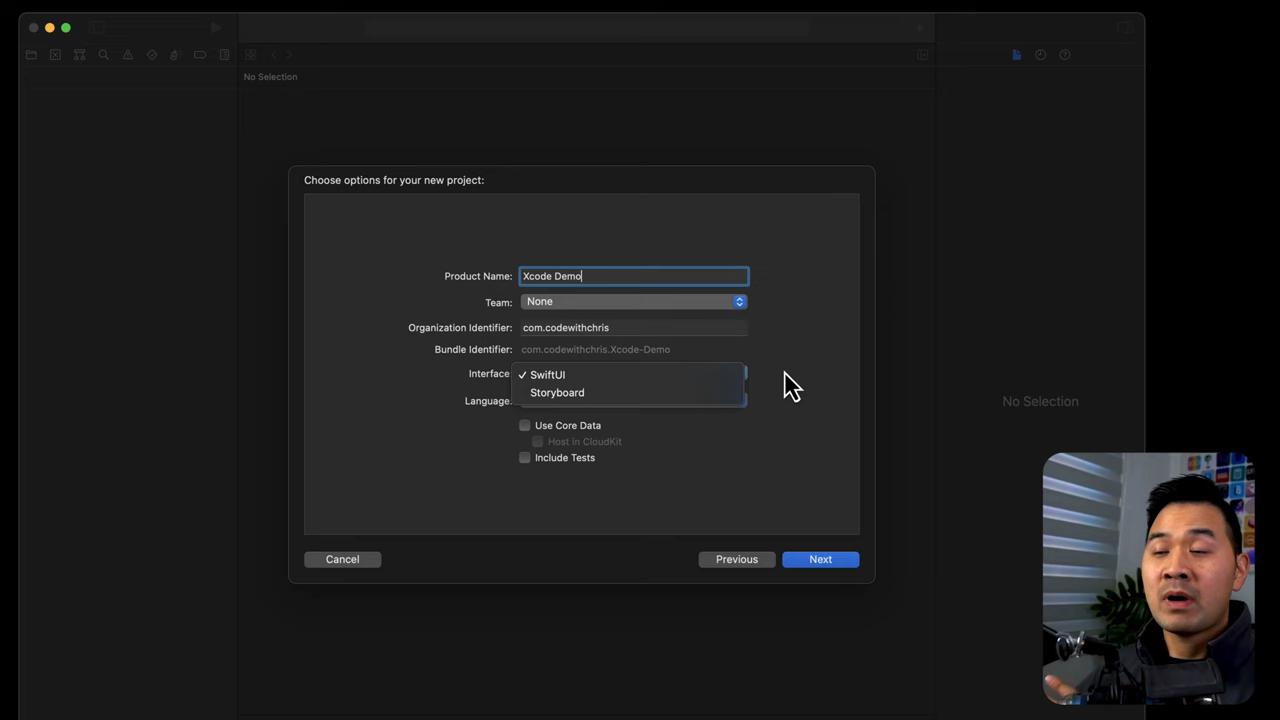 No Selection
Choose options for your new project:
Product Name: Xcode Demo
Team: None
Organization Identifier: com.codewithchris
Bundle Identifier: com.codewithchris.Xcode-Demo
Interface ✓ SwiftUI
Storyboard
Language:
Use Core Data
Host in CloudKit
Include Tests
No Selection
Cancel Previous Next